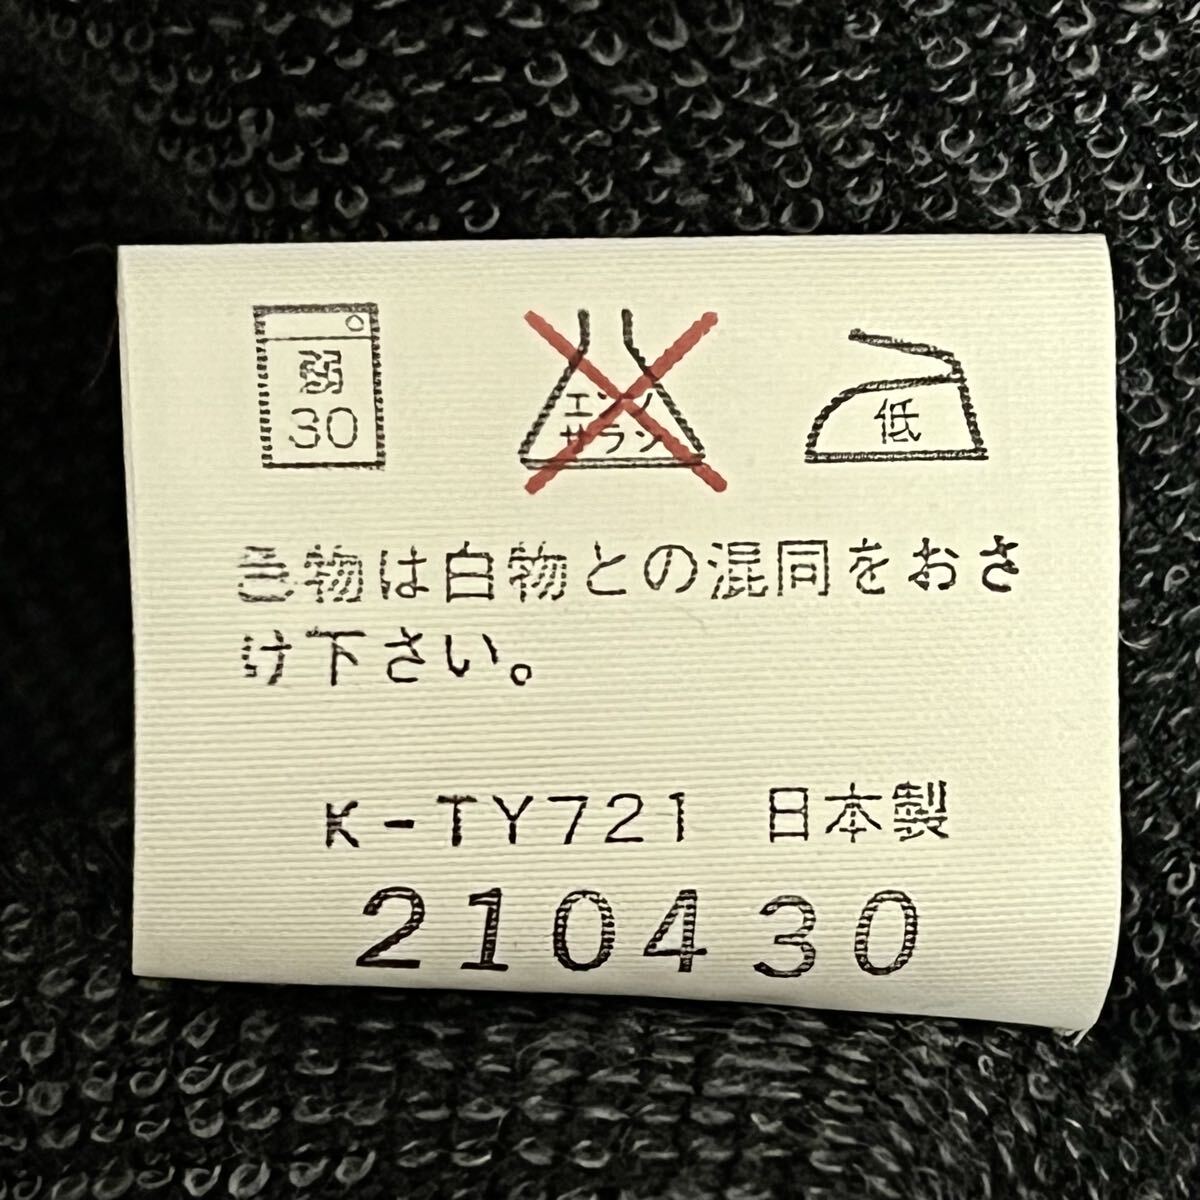 弱
30
エンソ
サラシ
低
色物は白物との混同をおさ
け下さい。
K-TY721 日本製
210430